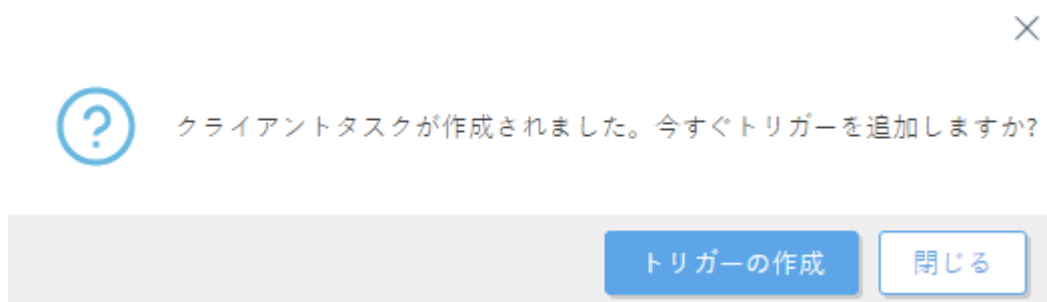 クライアントタスクが作成されました。今すぐトリガーを追加しますか?
トリガーの作成
閉じる